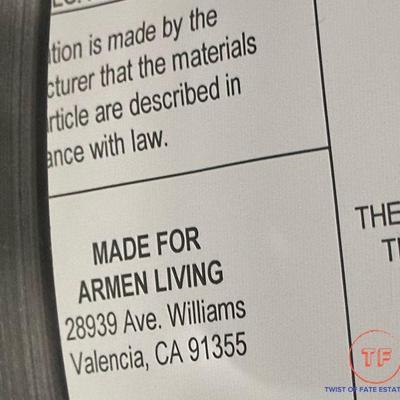 tion is made by the
cturer that the materials
rticle are described in
ance with law.
MADE FOR
ARMEN LIVING
28939 Ave. Williams
Valencia, CA 91355
THE
TF
TWIST OF FATE ESTAT